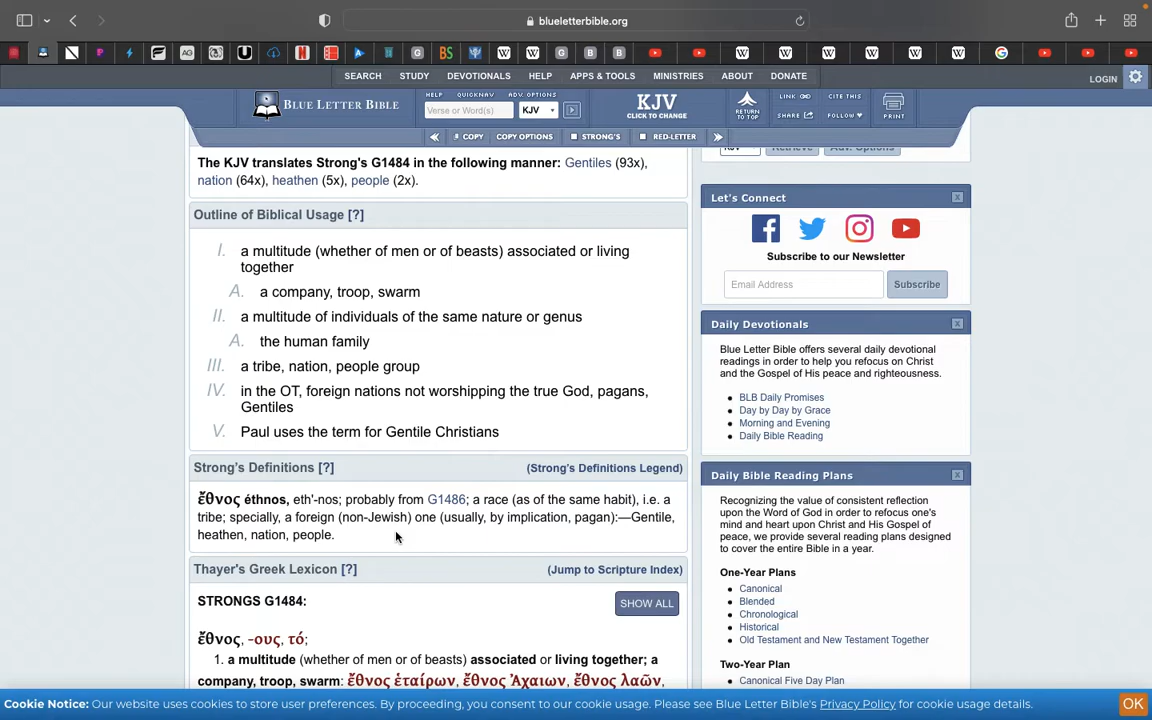 blueletterbible.org
SEARCH STUDY DEVOTIONALS HELP APPS & TOOLS MINISTRIES ABOUT DONATE
LOGIN
BLUE LETTER BIBLE
HELP QUICKNAV ADV. OPTIONS
Verse or Word(s) KJV
KJV
CLICK TO CHANGE
RETURN
TO TOP
LINK
SHARE
CITE THIS
FOLLOW
PRINT
COPY COPY OPTIONS STRONG'S RED-LETTER
The KJV translates Strong's G1484 in the following manner: Gentiles (93x),
nation (64x), heathen (5x), people (2x).
Outline of Biblical Usage [?]
I. a multitude (whether of men or of beasts) associated or living
together
A. a company, troop, swarm
II. a multitude of individuals of the same nature or genus
A. the human family
III. a tribe, nation, people group
IV. in the OT, foreign nations not worshipping the true God, pagans,
Gentiles
V. Paul uses the term for Gentile Christians
Strong's Definitions [?] (Strong's Definitions Legend)
ἔθνος éthnos, eth'-nos; probably from G1486; a race (as of the same habit), i.e. a
tribe; specially, a foreign (non-Jewish) one (usually, by implication, pagan):—Gentile,
heathen, nation, people.
Thayer's Greek Lexicon [?] (Jump to Scripture Index)
STRONGS G1484: SHOW ALL
ἔθνος, -ους, τό;
1. a multitude (whether of men or of beasts) associated or living together; a
company, troop, swarm: ἔθνος ἑταίρων, ἔθνος Ἀχαιων, ἔθνος λαῶν,
Let's Connect
Subscribe to our Newsletter
Email Address Subscribe
Daily Devotionals
Blue Letter Bible offers several daily devotional
readings in order to help you refocus on Christ
and the Gospel of His peace and righteousness.
BLB Daily Promises
Day by Day by Grace
Morning and Evening
Daily Bible Reading
Daily Bible Reading Plans
Recognizing the value of consistent reflection
upon the Word of God in order to refocus one's
mind and heart upon Christ and His Gospel of
peace, we provide several reading plans designed
to cover the entire Bible in a year.
One-Year Plans
Canonical
Blended
Chronological
Historical
Old Testament and New Testament Together
Two-Year Plan
Canonical Five Day Plan
Cookie Notice: Our website uses cookies to store user preferences. By proceeding, you consent to our cookie usage. Please see Blue Letter Bible's Privacy Policy for cookie usage details. OK